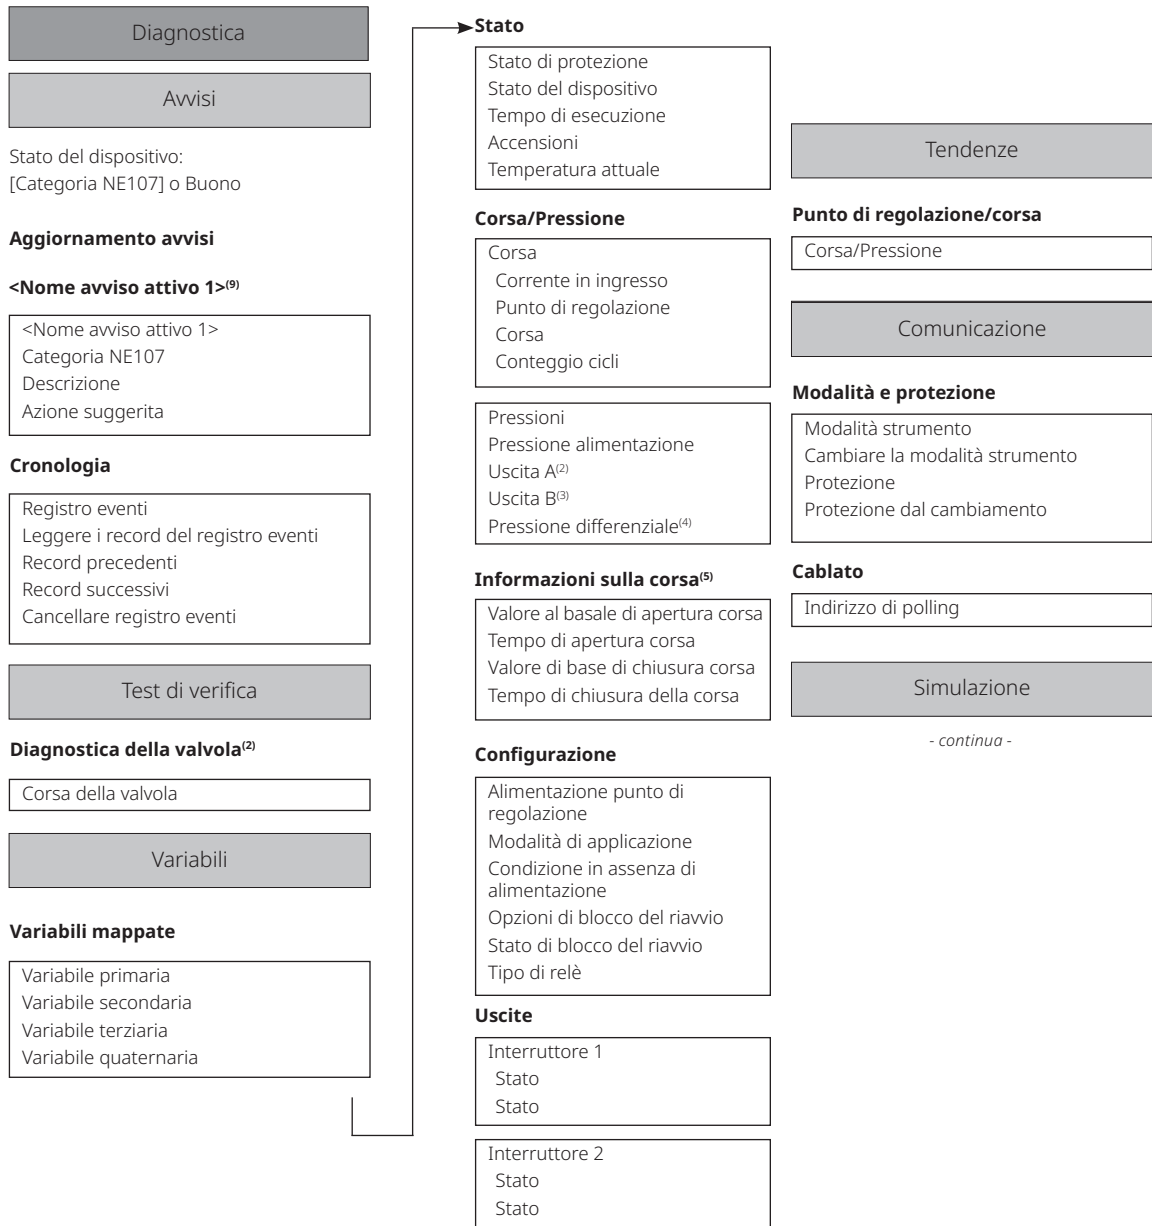 Diagnostica
Avvisi
Stato del dispositivo:
[Categoria NE107] o Buono
Aggiornamento avvisi
<Nome avviso attivo 1>(9)
<Nome avviso attivo 1>
Categoria NE107
Descrizione
Azione suggerita
Cronologia
Registro eventi
Leggere i record del registro eventi
Record precedenti
Record successivi
Cancellare registro eventi
Test di verifica
Diagnostica della valvola(2)
Corsa della valvola
Variabili
Variabili mappate
Variabile primaria
Variabile secondaria
Variabile terziaria
Variabile quaternaria
Stato
Stato di protezione
Stato del dispositivo
Tempo di esecuzione
Accensioni
Temperatura attuale
Corsa/Pressione
Corsa
Corrente in ingresso
Punto di regolazione
Corsa
Conteggio cicli
Pressioni
Pressione alimentazione
Uscita A(2)
Uscita B(3)
Pressione differenziale(4)
Informazioni sulla corsa(5)
Valore al basale di apertura corsa
Tempo di apertura corsa
Valore di base di chiusura corsa
Tempo di chiusura della corsa
Configurazione
Alimentazione punto di
regolazione
Modalità di applicazione
Condizione in assenza di
alimentazione
Opzioni di blocco del riavvio
Stato di blocco del riavvio
Tipo di relè
Uscite
Interruttore 1
Stato
Stato
Interruttore 2
Stato
Stato
Tendenze
Punto di regolazione/corsa
Corsa/Pressione
Comunicazione
Modalità e protezione
Modalità strumento
Cambiare la modalità strumento
Protezione
Protezione dal cambiamento
Cablato
Indirizzo di polling
Simulazione
- continua -